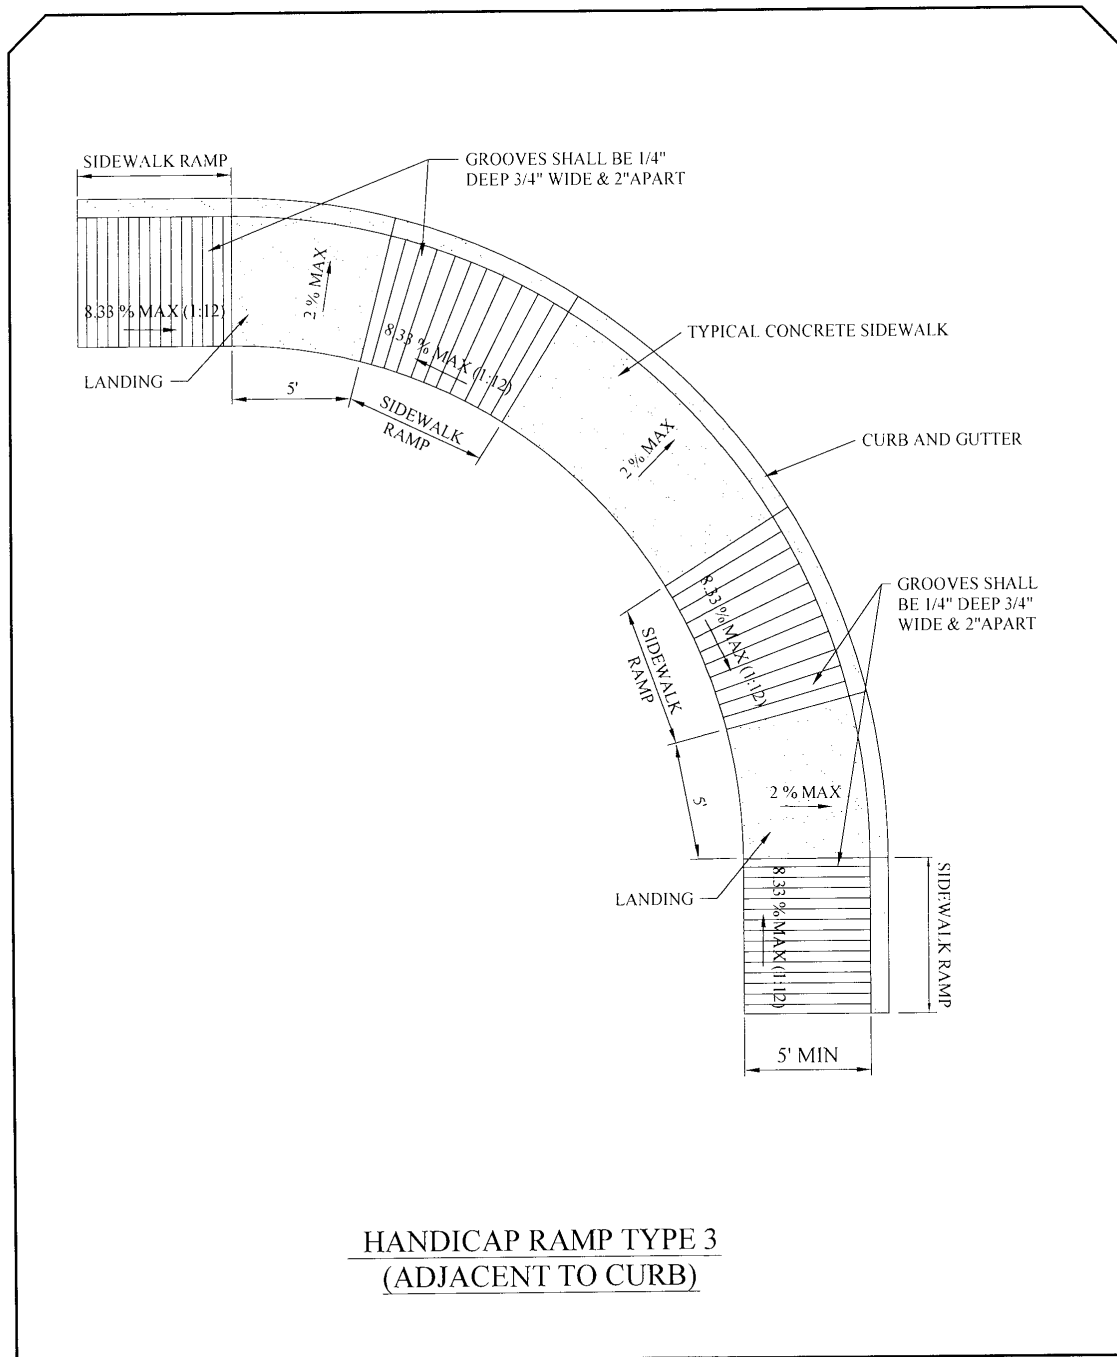 SIDEWALK RAMP
GROOVES SHALL BE 1/4"
DEEP 3/4" WIDE & 2"APART
2 % MAX
8.33 % MAX (1:12)
8.33 % MAX (1:12)
TYPICAL CONCRETE SIDEWALK
LANDING
5'
SIDEWALK
RAMP
CURB AND GUTTER
2 % MAX
GROOVES SHALL
BE 1/4" DEEP 3/4"
WIDE & 2"APART
8.33 % MAX (1:12)
SIDEWALK
RAMP
5'
2 % MAX
LANDING
8.33 % MAX (1:12)
SIDEWALK RAMP
5' MIN
HANDICAP RAMP TYPE 3
(ADJACENT TO CURB)